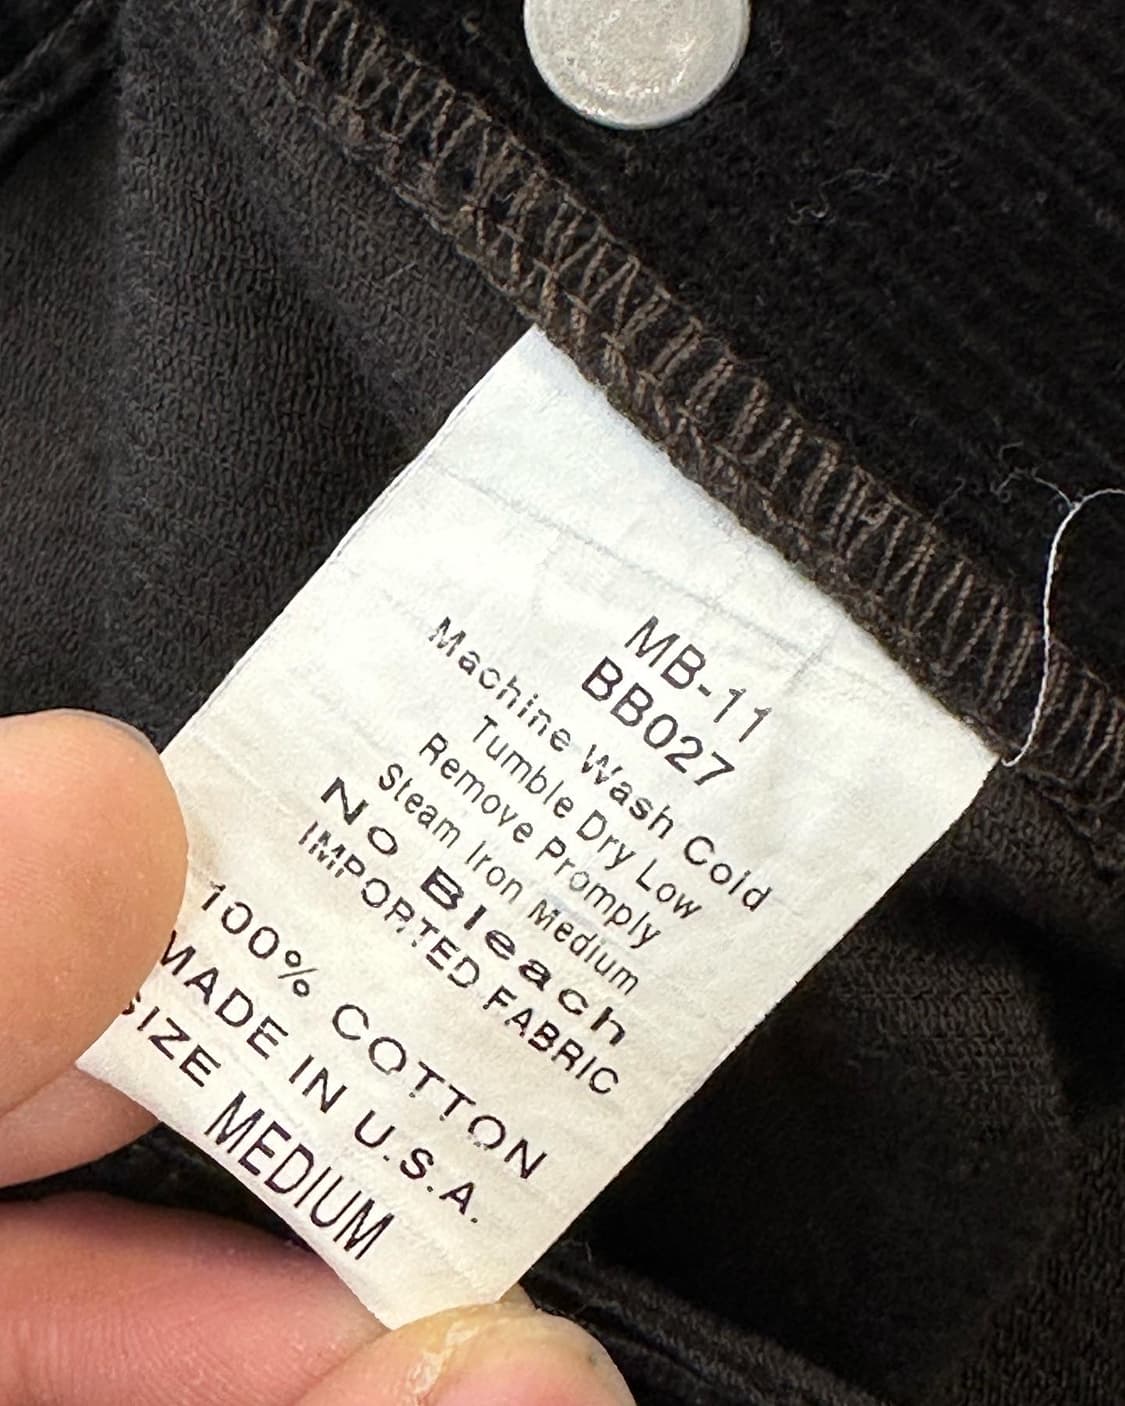 MB-11
BB027
Machine Wash Cold
Tumble Dry Low
Remove Promply
Steam Iron Medium
No Bleach
IMPORTED FABRIC
100% COTTON
MADE IN U.S.A.
SIZE MEDIUM